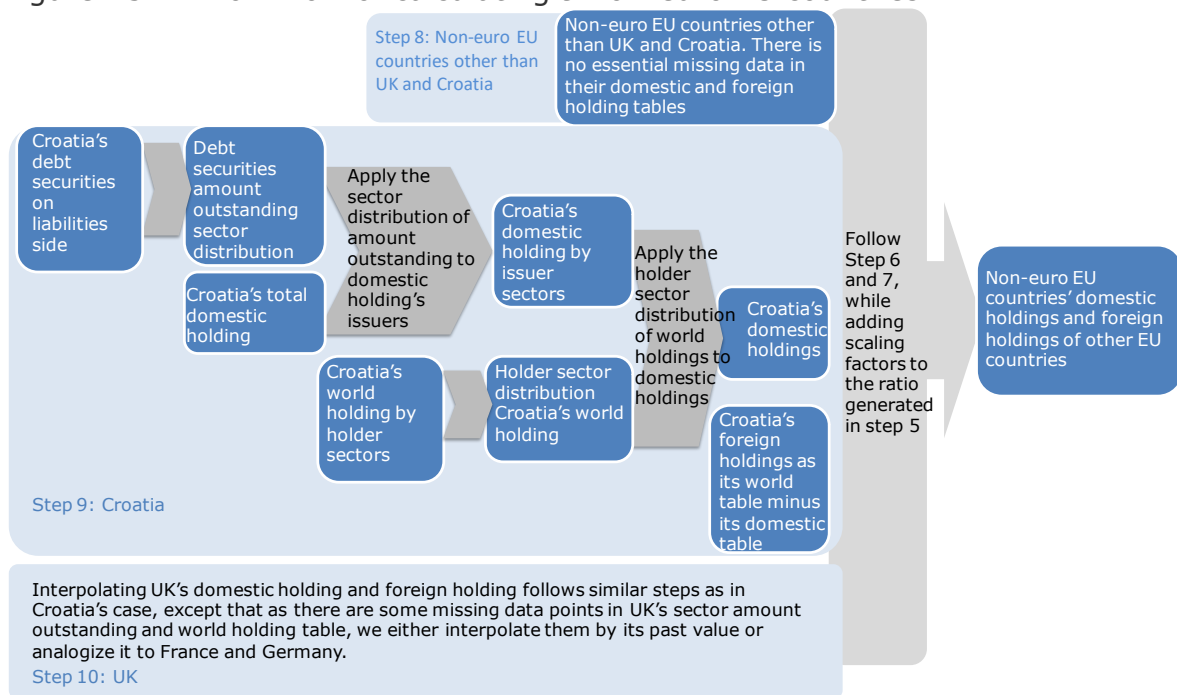 Step 8: Non-euro EU
countries other than
UK and Croatia
Non-euro EU countries other
than UK and Croatia. There is
no essential missing data in
their domestic and foreign
holding tables
Croatia's
debt
securities
on
liabilities
side
Debt
securities
amount
outstanding
sector
distribution
Croatia's total
domestic
holding
Apply the
sector
distribution of
amount
outstanding to
domestic
holding's
issuers
Croatia's
domestic
holding by
issuer
sectors
Croatia's
world
holding by
holder
sectors
Holder sector
distribution
Croatia's world
holding
Apply the
holder
sector
distribution
of world
holdings to
domestic
holdings
Croatia's
domestic
holdings
Croatia's
foreign
holdings as
its world
table minus
its domestic
table
Step 9: Croatia
Follow
Step 6
and 7,
while
adding
scaling
factors to
the ratio
generated
in step 5
Non-euro EU
countries' domestic
holdings and foreign
holdings of other EU
countries
Interpolating UK's domestic holding and foreign holding follows similar steps as in
Croatia's case, except that as there are some missing data points in UK's sector amount
outstanding and world holding table, we either interpolate them by its past value or
analogize it to France and Germany.
Step 10: UK